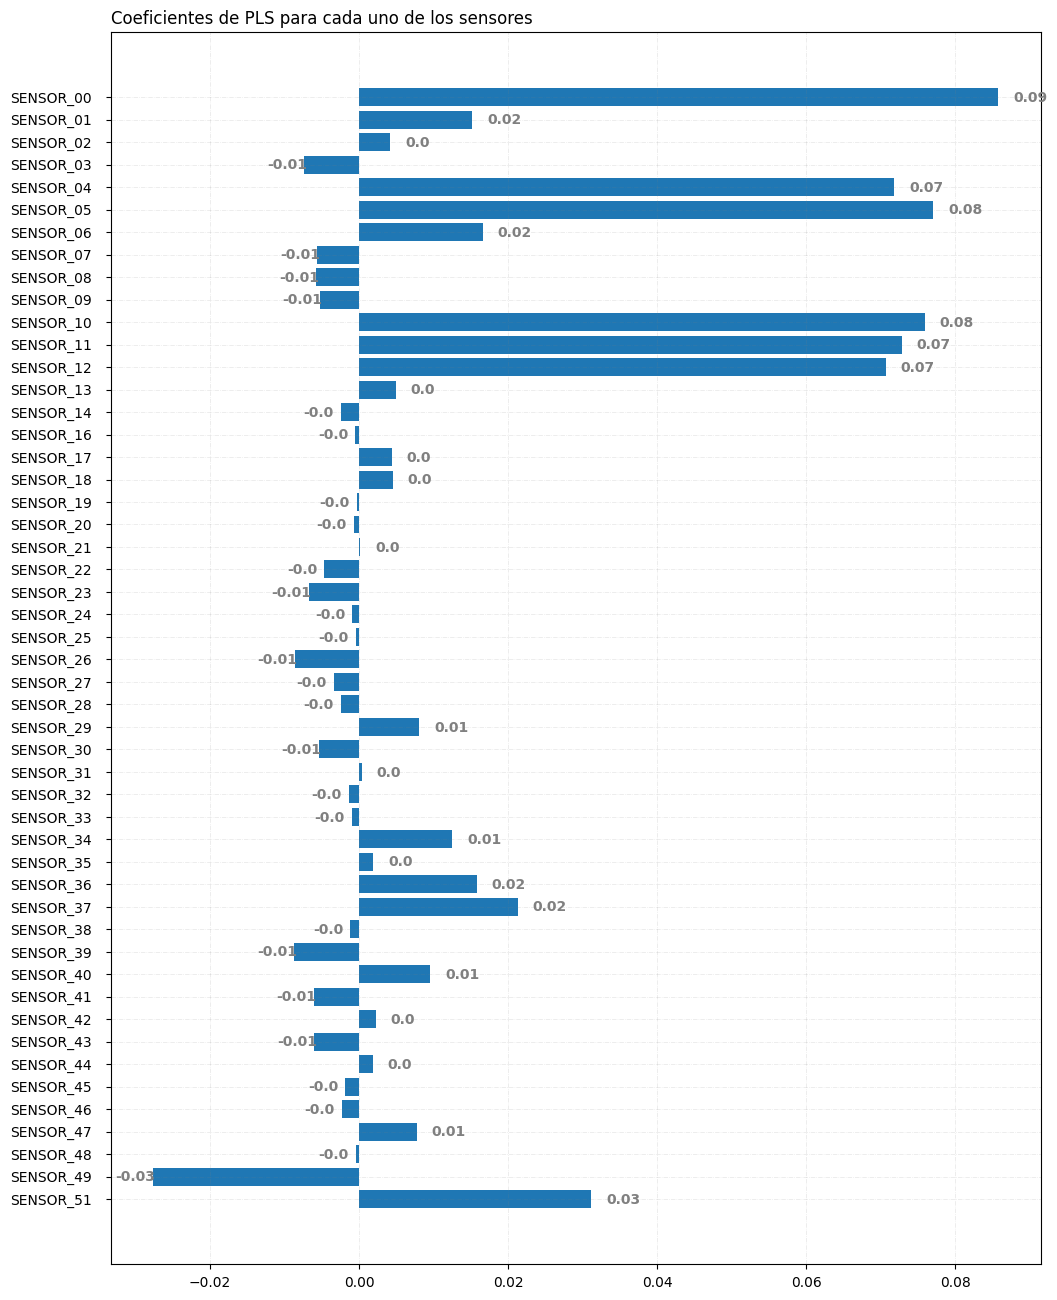 Coeficientes de PLS para cada uno de los sensores
SENSOR_00 0.09
SENSOR_01 0.02
SENSOR_02 0.0
SENSOR_03 -0.01
SENSOR_04 0.07
SENSOR_05 0.08
SENSOR_06 0.02
SENSOR_07 -0.01
SENSOR_08 -0.01
SENSOR_09 -0.01
SENSOR_10 0.08
SENSOR_11 0.07
SENSOR_12 0.07
SENSOR_13 0.0
SENSOR_14 -0.0
SENSOR_16 -0.0
SENSOR_17 0.0
SENSOR_18 0.0
SENSOR_19 -0.0
SENSOR_20 -0.0
SENSOR_21 0.0
SENSOR_22 -0.0
SENSOR_23 -0.01
SENSOR_24 -0.0
SENSOR_25 -0.0
SENSOR_26 -0.01
SENSOR_27 -0.0
SENSOR_28 -0.0
SENSOR_29 0.01
SENSOR_30 -0.01
SENSOR_31 0.0
SENSOR_32 -0.0
SENSOR_33 -0.0
SENSOR_34 0.01
SENSOR_35 0.0
SENSOR_36 0.02
SENSOR_37 0.02
SENSOR_38 -0.0
SENSOR_39 -0.01
SENSOR_40 0.01
SENSOR_41 -0.01
SENSOR_42 0.0
SENSOR_43 -0.01
SENSOR_44 0.0
SENSOR_45 -0.0
SENSOR_46 -0.0
SENSOR_47 0.01
SENSOR_48 -0.0
SENSOR_49 -0.03
SENSOR_51 0.03
−0.02 0.00 0.02 0.04 0.06 0.08